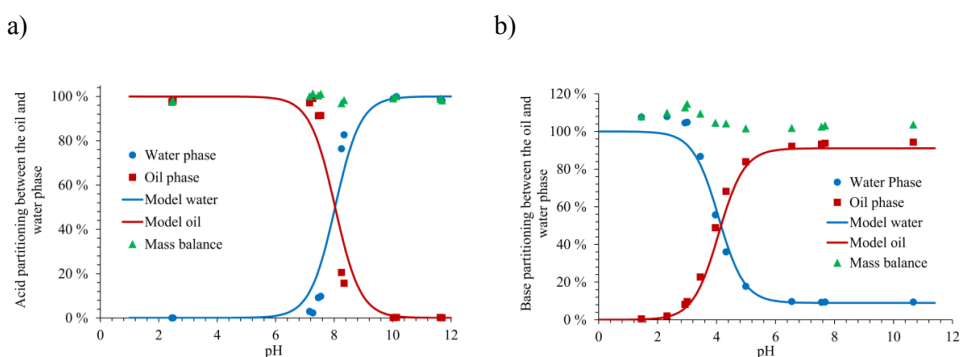 a)
b)
Acid partitioning between the oil and
water phase
100 %
80 %
60 %
40 %
20 %
0 %
0
2
4
6
8
10
12
pH
Water phase
Oil phase
Model water
Model oil
Mass balance
Base partitioning between the oil and
water phase
120 %
100 %
80 %
60 %
40 %
20 %
0 %
0
2
4
6
8
10
12
pH
Water Phase
Oil phase
Model water
Model oil
Mass balance